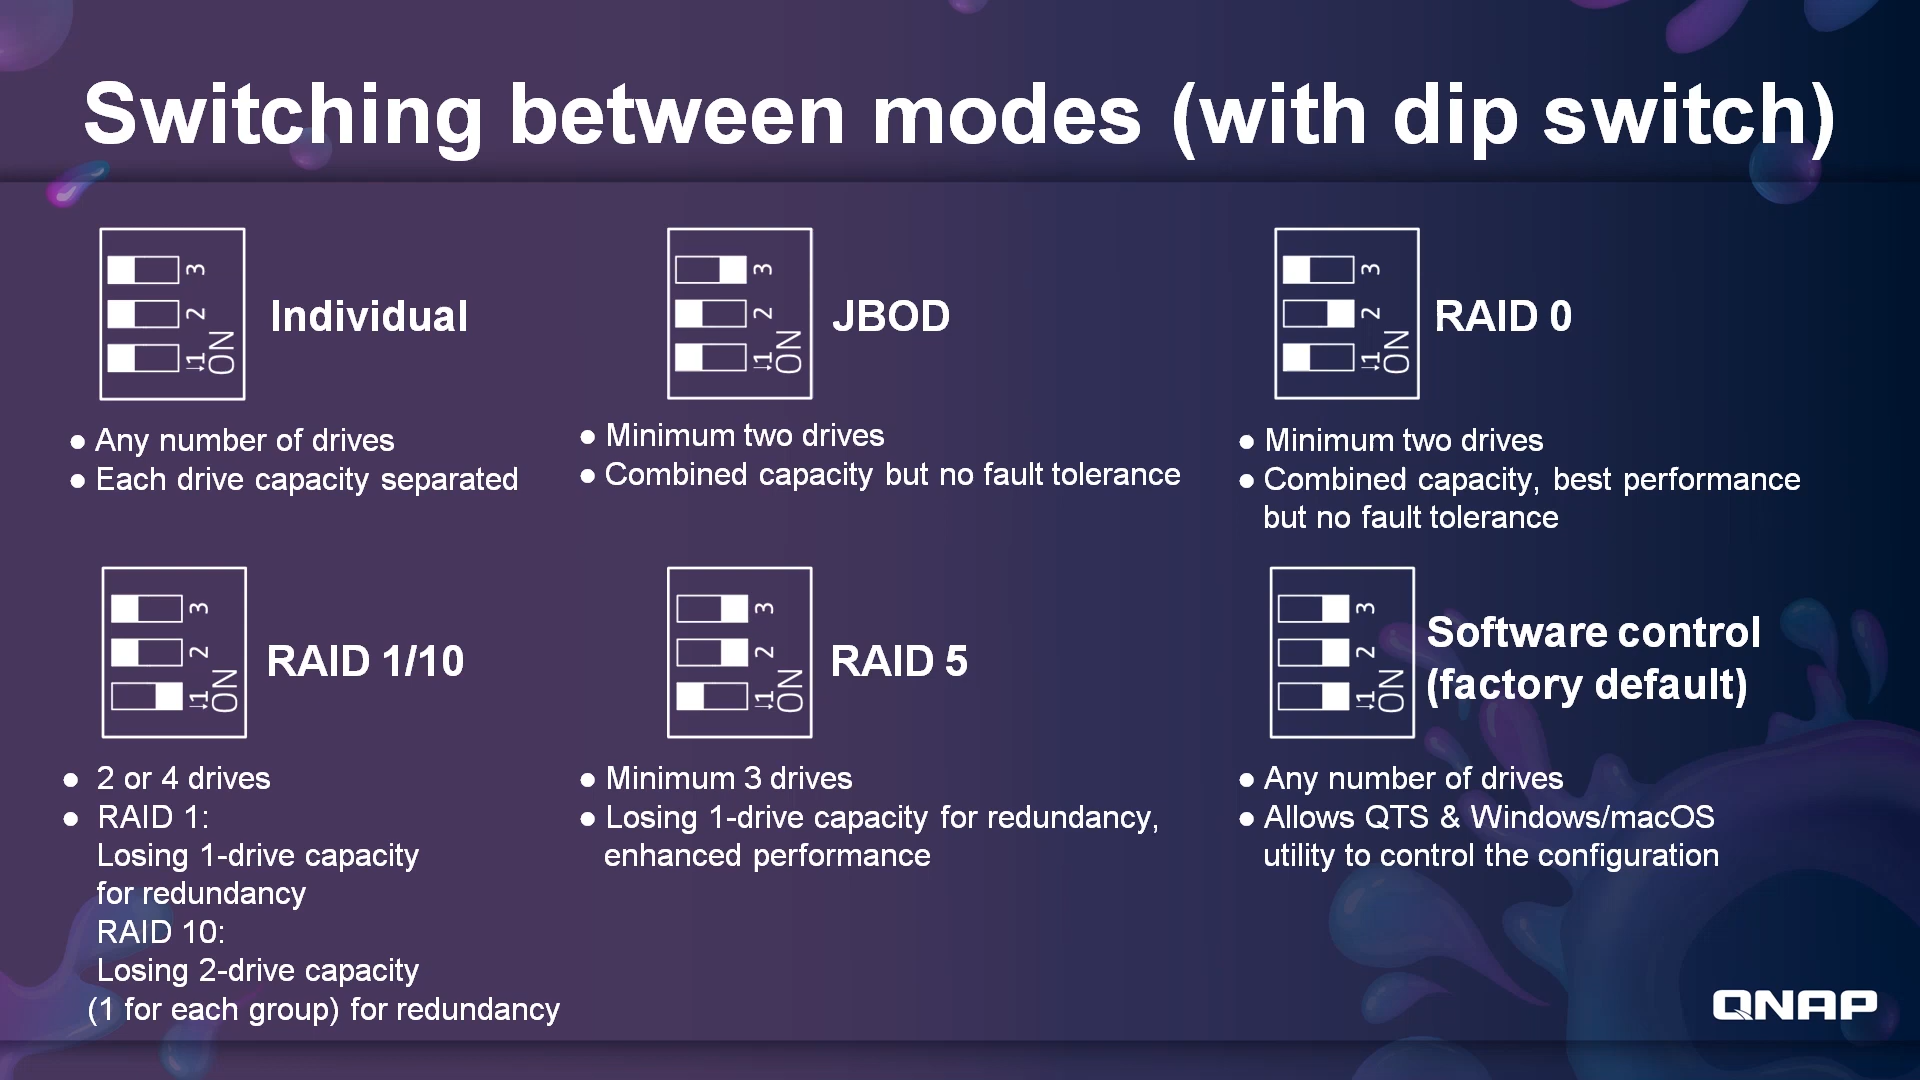 Switching between modes (with dip switch)
3
2
↓1
ON
Individual
● Any number of drives
● Each drive capacity separated
3
2
↓1
ON
JBOD
● Minimum two drives
● Combined capacity but no fault tolerance
3
2
↓1
ON
RAID 0
● Minimum two drives
● Combined capacity, best performance
but no fault tolerance
3
2
↓1
ON
RAID 1/10
● 2 or 4 drives
● RAID 1:
Losing 1-drive capacity
for redundancy
RAID 10:
Losing 2-drive capacity
(1 for each group) for redundancy
3
2
↓1
ON
RAID 5
● Minimum 3 drives
● Losing 1-drive capacity for redundancy,
enhanced performance
3
2
↓1
ON
Software control
(factory default)
● Any number of drives
● Allows QTS & Windows/macOS
utility to control the configuration
QNAP